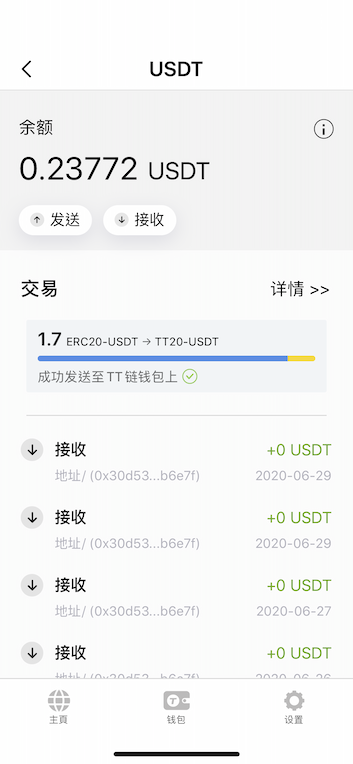 USDT
余额
0.23772 USDT
发送
接收
交易
详情 >>
1.7 ERC20-USDT → TT20-USDT
成功发送至 TT 链钱包上
接收
+0 USDT
地址/ (0x30d53...b6e7f)
2020-06-29
接收
+0 USDT
地址/ (0x30d53...b6e7f)
2020-06-29
接收
+0 USDT
地址/ (0x30d53...b6e7f)
2020-06-27
接收
+0 USDT
主頁
钱包
设置